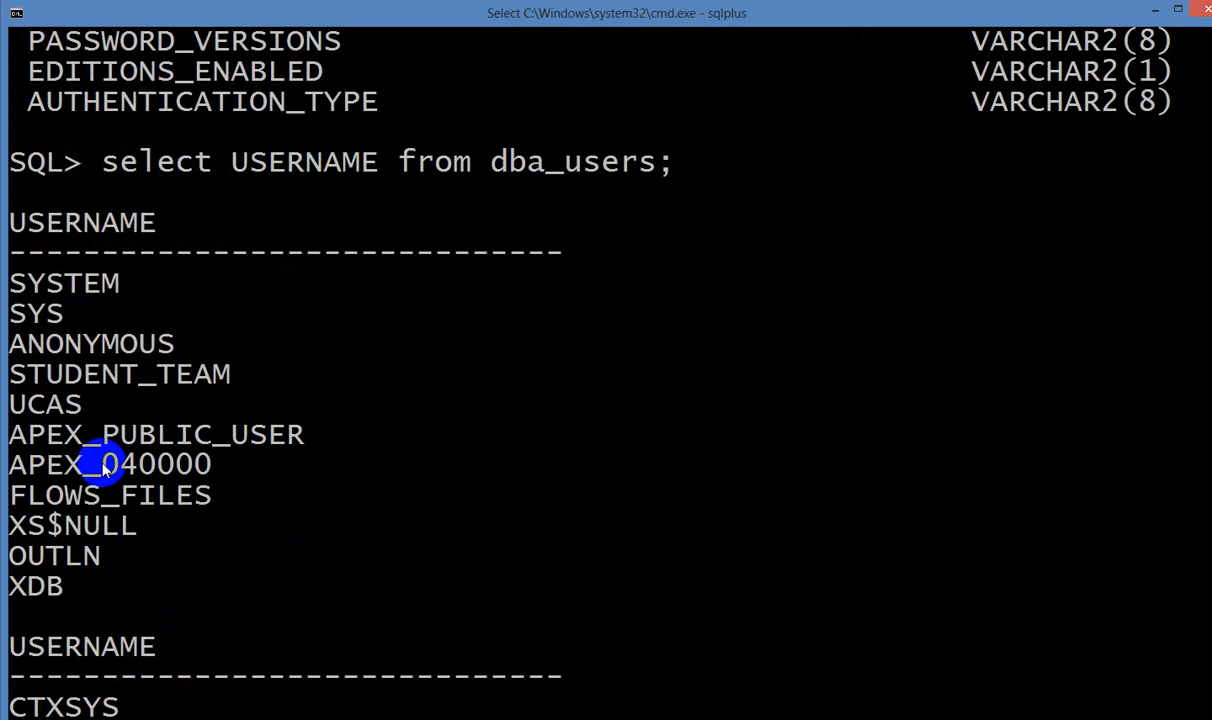 Select C:\Windows\system32\cmd.exe - sqlplus
PASSWORD_VERSIONS VARCHAR2(8)
EDITIONS_ENABLED VARCHAR2(1)
AUTHENTICATION_TYPE VARCHAR2(8)
SQL> select USERNAME from dba_users;
USERNAME
------------------------------
SYSTEM
SYS
ANONYMOUS
STUDENT_TEAM
UCAS
APEX_PUBLIC_USER
APEX_040000
FLOWS_FILES
XS$NULL
OUTLN
XDB
USERNAME
------------------------------
CTXSYS